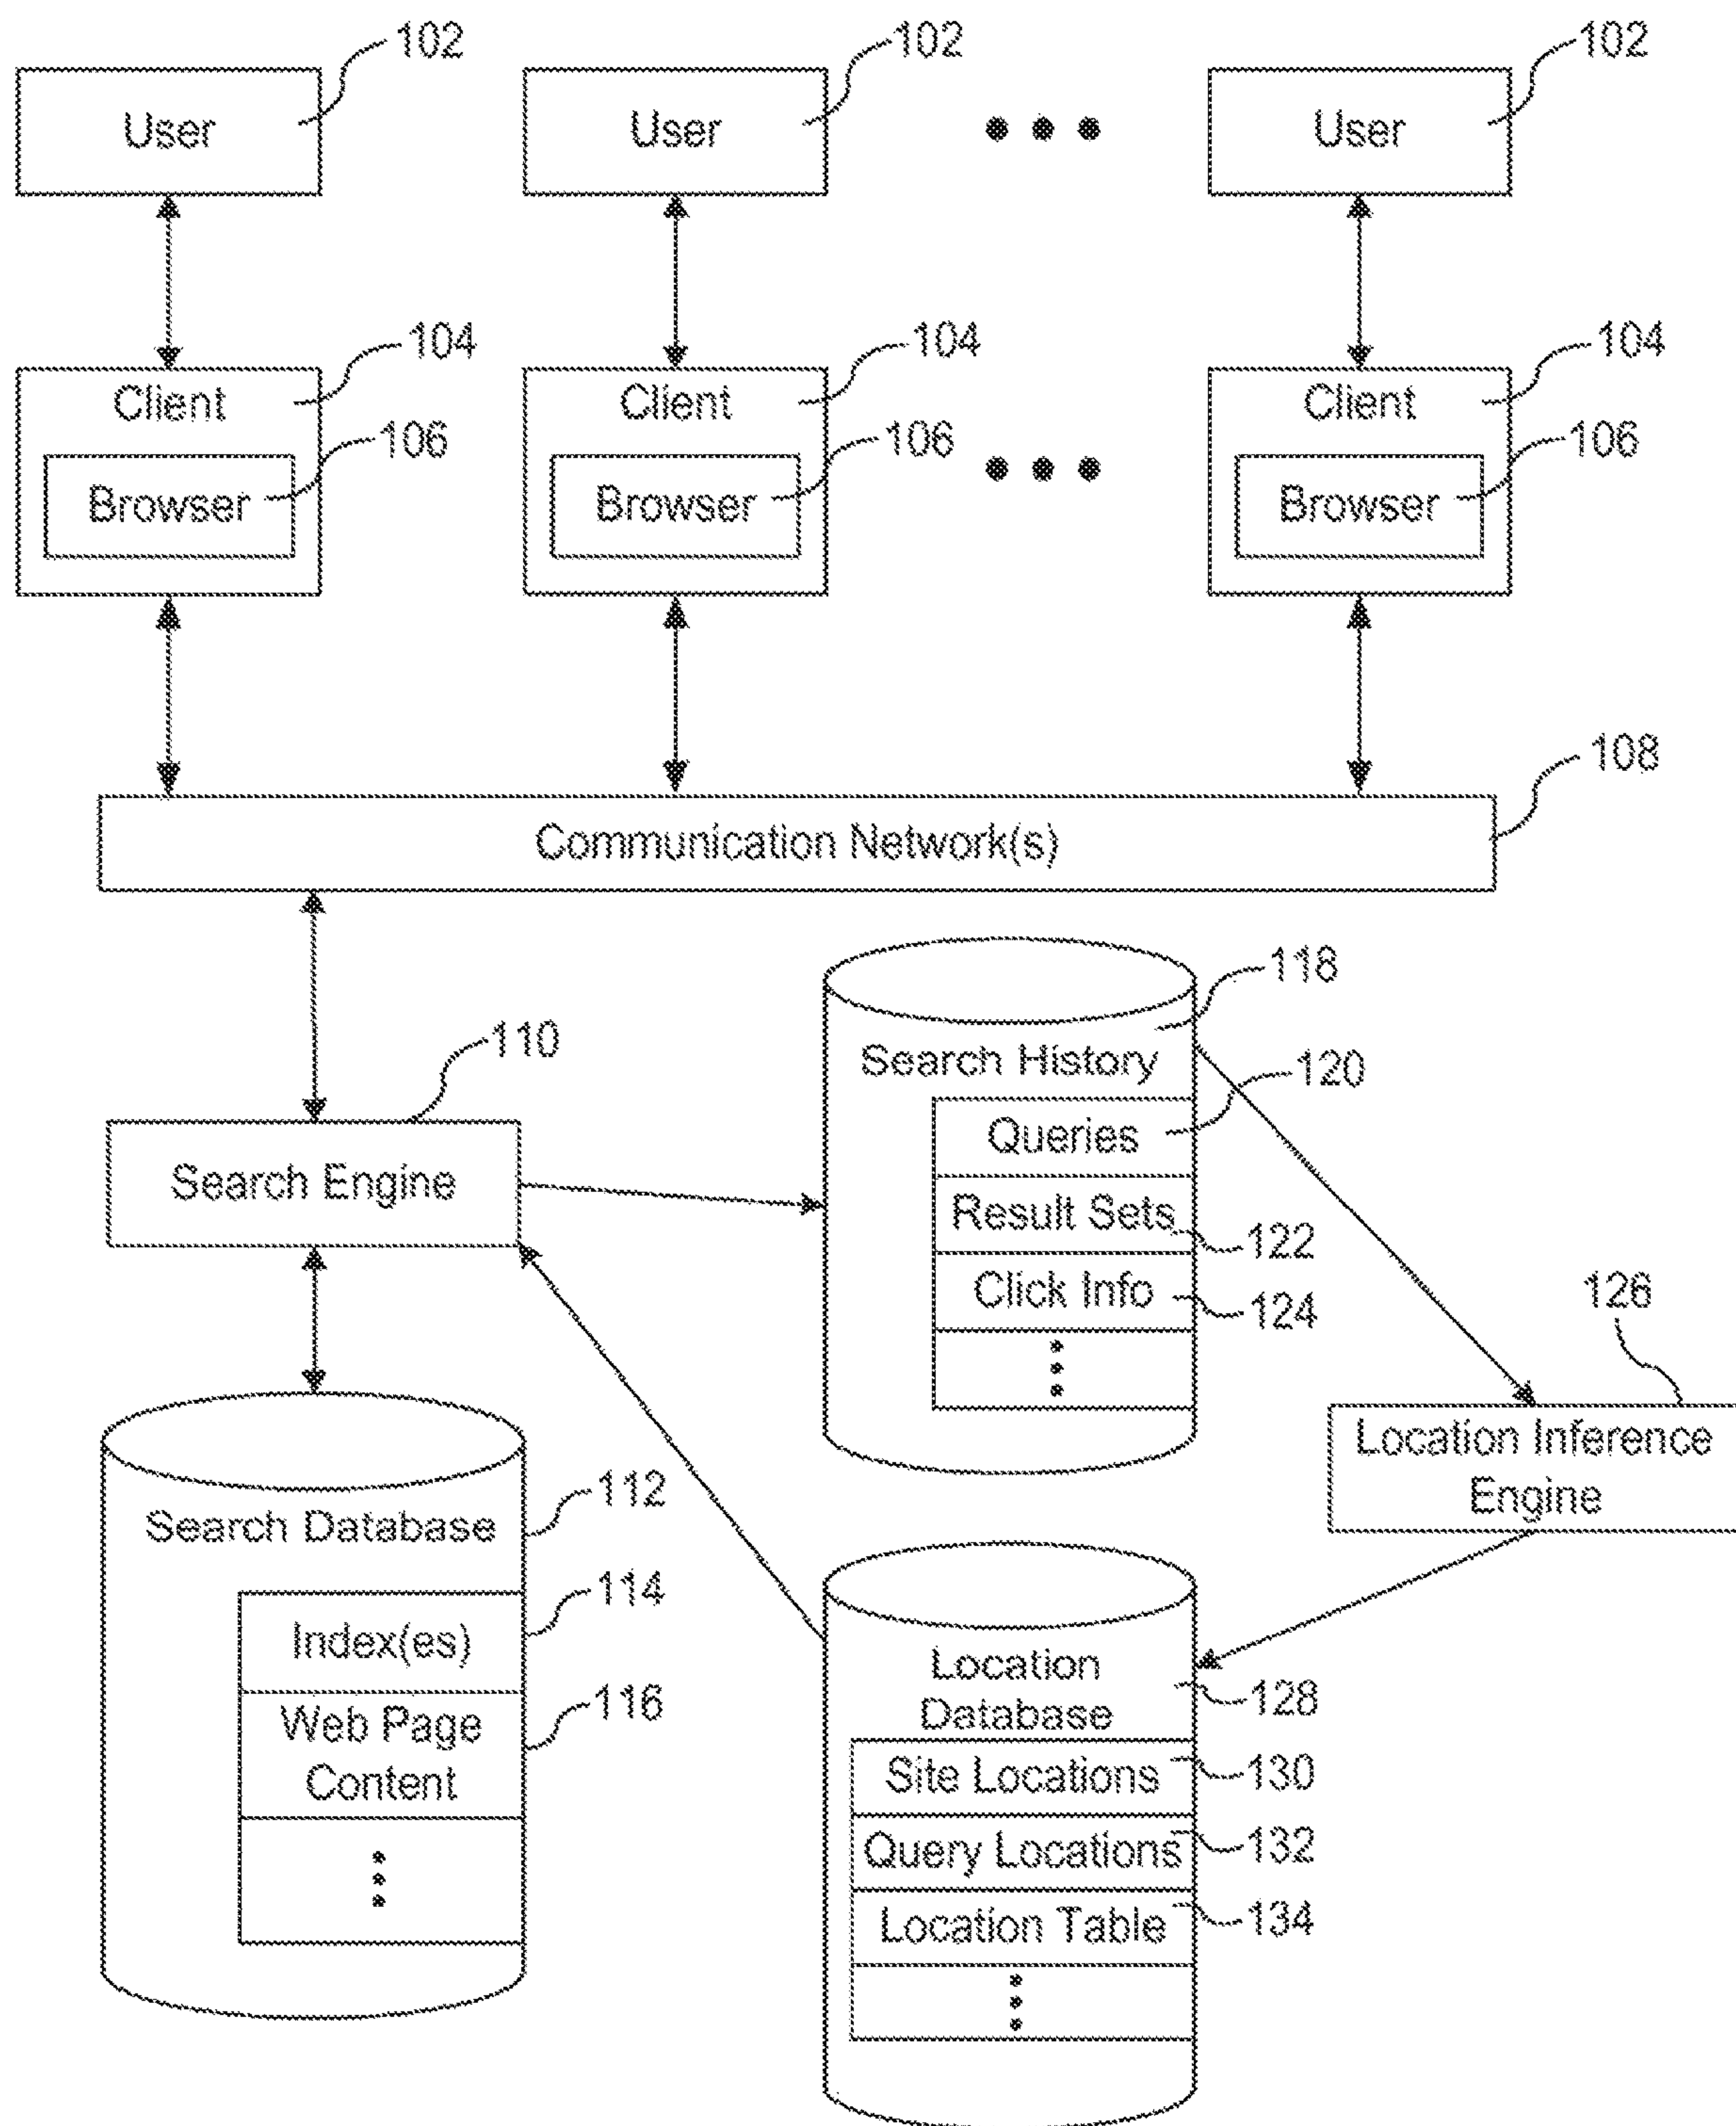 102
102
102
User
User
User
104
104
104
Client
Client
Client
106
106
106
Browser
Browser
Browser
108
Communication Network(s)
118
110
Search History
120
Queries
Search Engine
Result Sets
122
Click Info
124
126
Location Inference
Engine
112
Search Database
114
Index(es)
116
Web Page
Content
Location
Database
128
Site Locations
130
Query Locations
132
Location Table
134